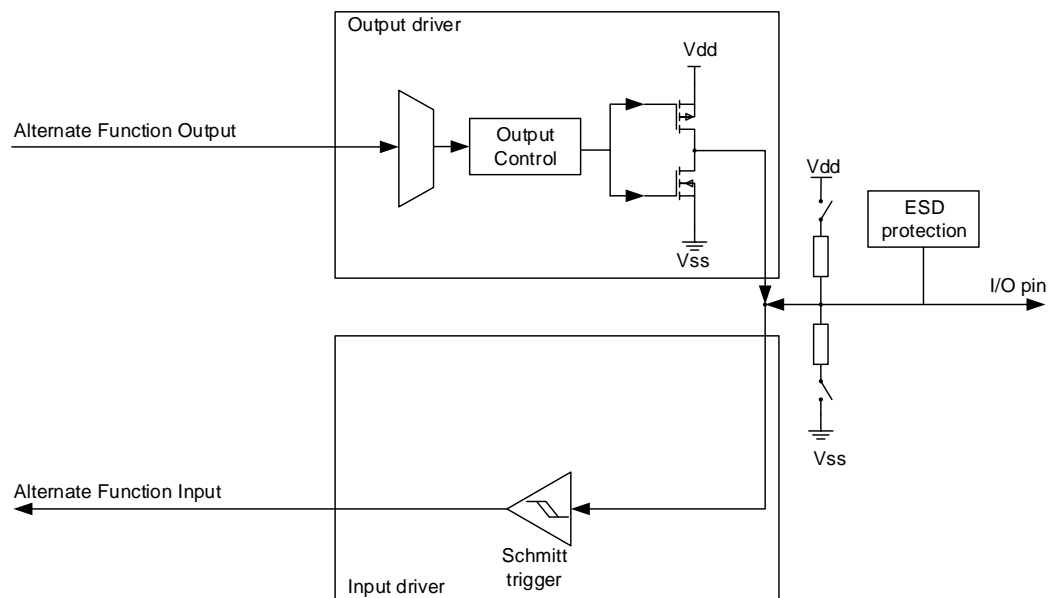 Output driver
Vdd
Alternate Function Output
Output
Control
Vdd
ESD
protection
Vss
I/O pin
Vss
Alternate Function Input
Schmitt
trigger
Input driver